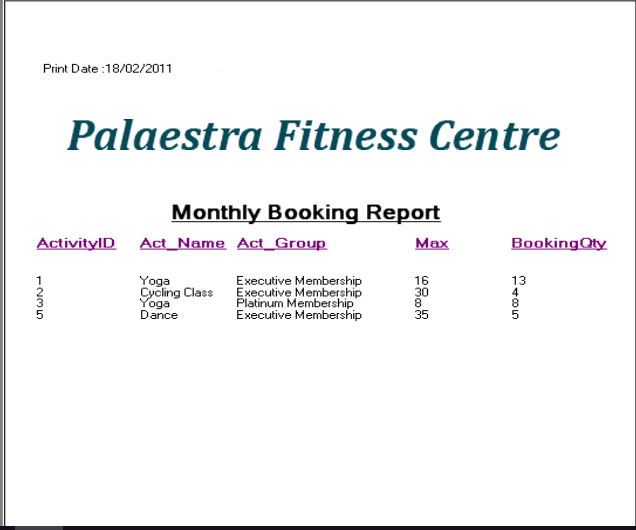 Print Date :18/02/2011
Palaestra Fitness Centre
Monthly Booking Report
ActivityID Act_Name Act_Group Max BookingQty
1 Yoga Executive Membership 16 13
2 Cycling Class Executive Membership 30 4
3 Yoga Platinum Membership 8 8
5 Dance Executive Membership 35 5